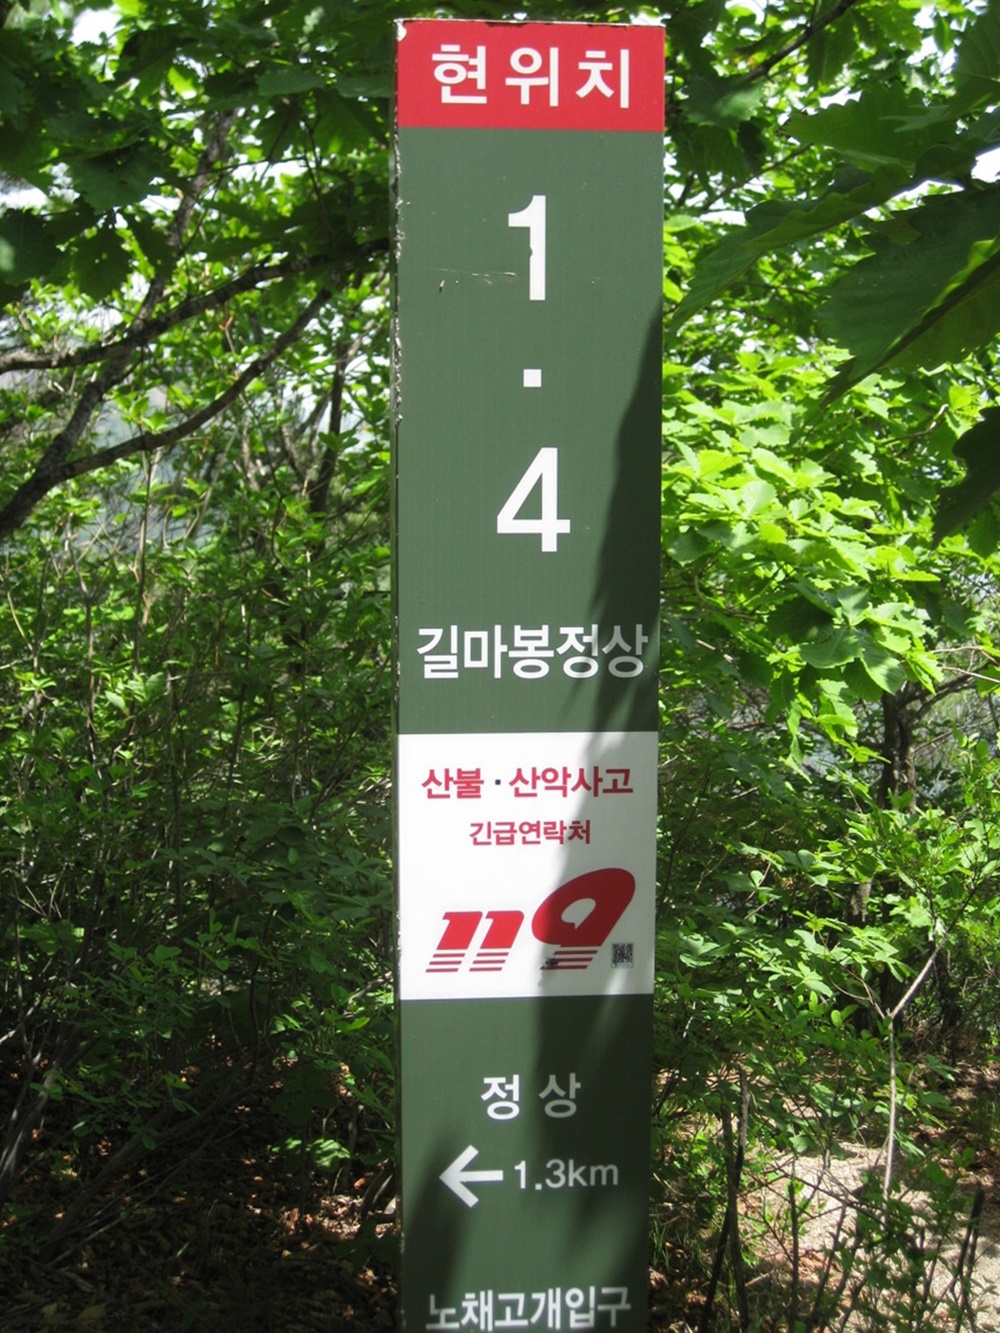 현위치
1
·
4
길마봉정상
산불 · 산악사고
긴급연락처
119
정상
← 1.3km
노채고개입구